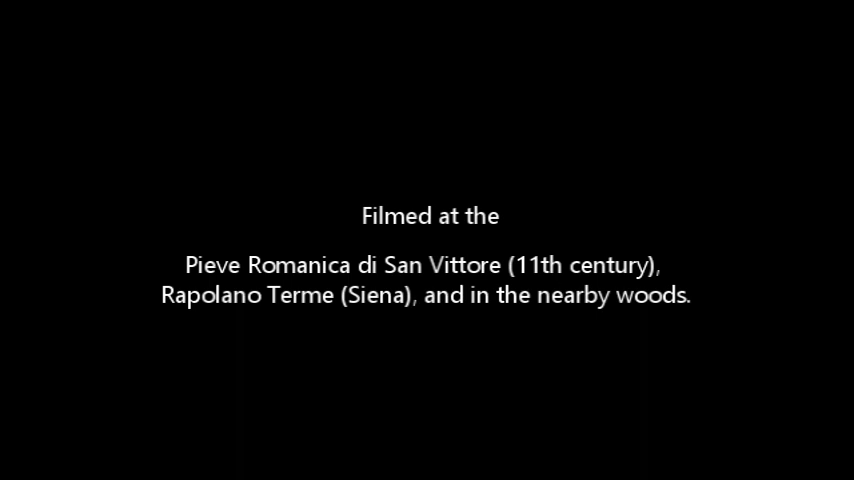 Filmed at the
Pieve Romanica di San Vittore (11th century),
Rapolano Terme (Siena), and in the nearby woods.